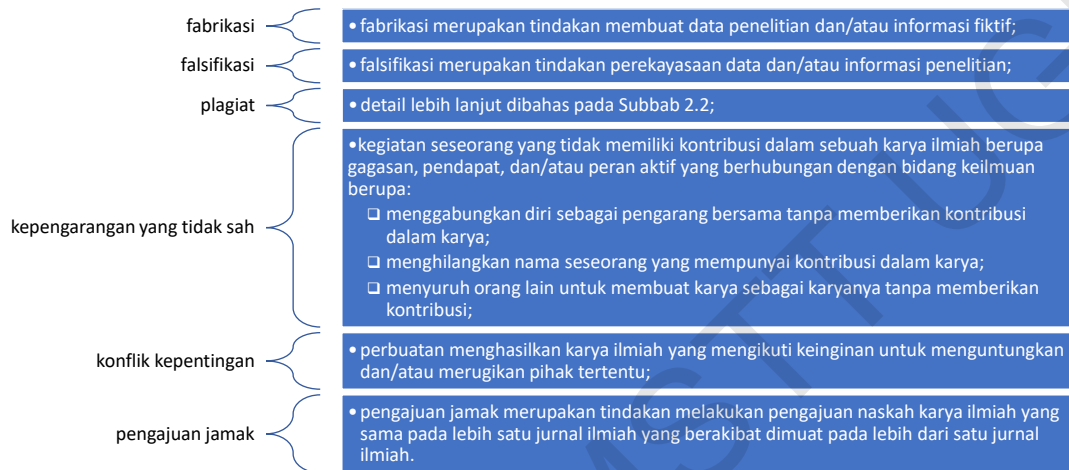 fabrikasi
• fabrikasi merupakan tindakan membuat data penelitian dan/atau informasi fiktif;
falsifikasi
• falsifikasi merupakan tindakan perekayasaan data dan/atau informasi penelitian;
plagiat
• detail lebih lanjut dibahas pada Subbab 2.2;
kepengarangan yang tidak sah
•kegiatan seseorang yang tidak memiliki kontribusi dalam sebuah karya ilmiah berupa
gagasan, pendapat, dan/atau peran aktif yang berhubungan dengan bidang keilmuan
berupa:
❑ menggabungkan diri sebagai pengarang bersama tanpa memberikan kontribusi
dalam karya;
❑ menghilangkan nama seseorang yang mempunyai kontribusi dalam karya;
❑ menyuruh orang lain untuk membuat karya sebagai karyanya tanpa memberikan
kontribusi;
konflik kepentingan
• perbuatan menghasilkan karya ilmiah yang mengikuti keinginan untuk menguntungkan
dan/atau merugikan pihak tertentu;
pengajuan jamak
• pengajuan jamak merupakan tindakan melakukan pengajuan naskah karya ilmiah yang
sama pada lebih satu jurnal ilmiah yang berakibat dimuat pada lebih dari satu jurnal
ilmiah.